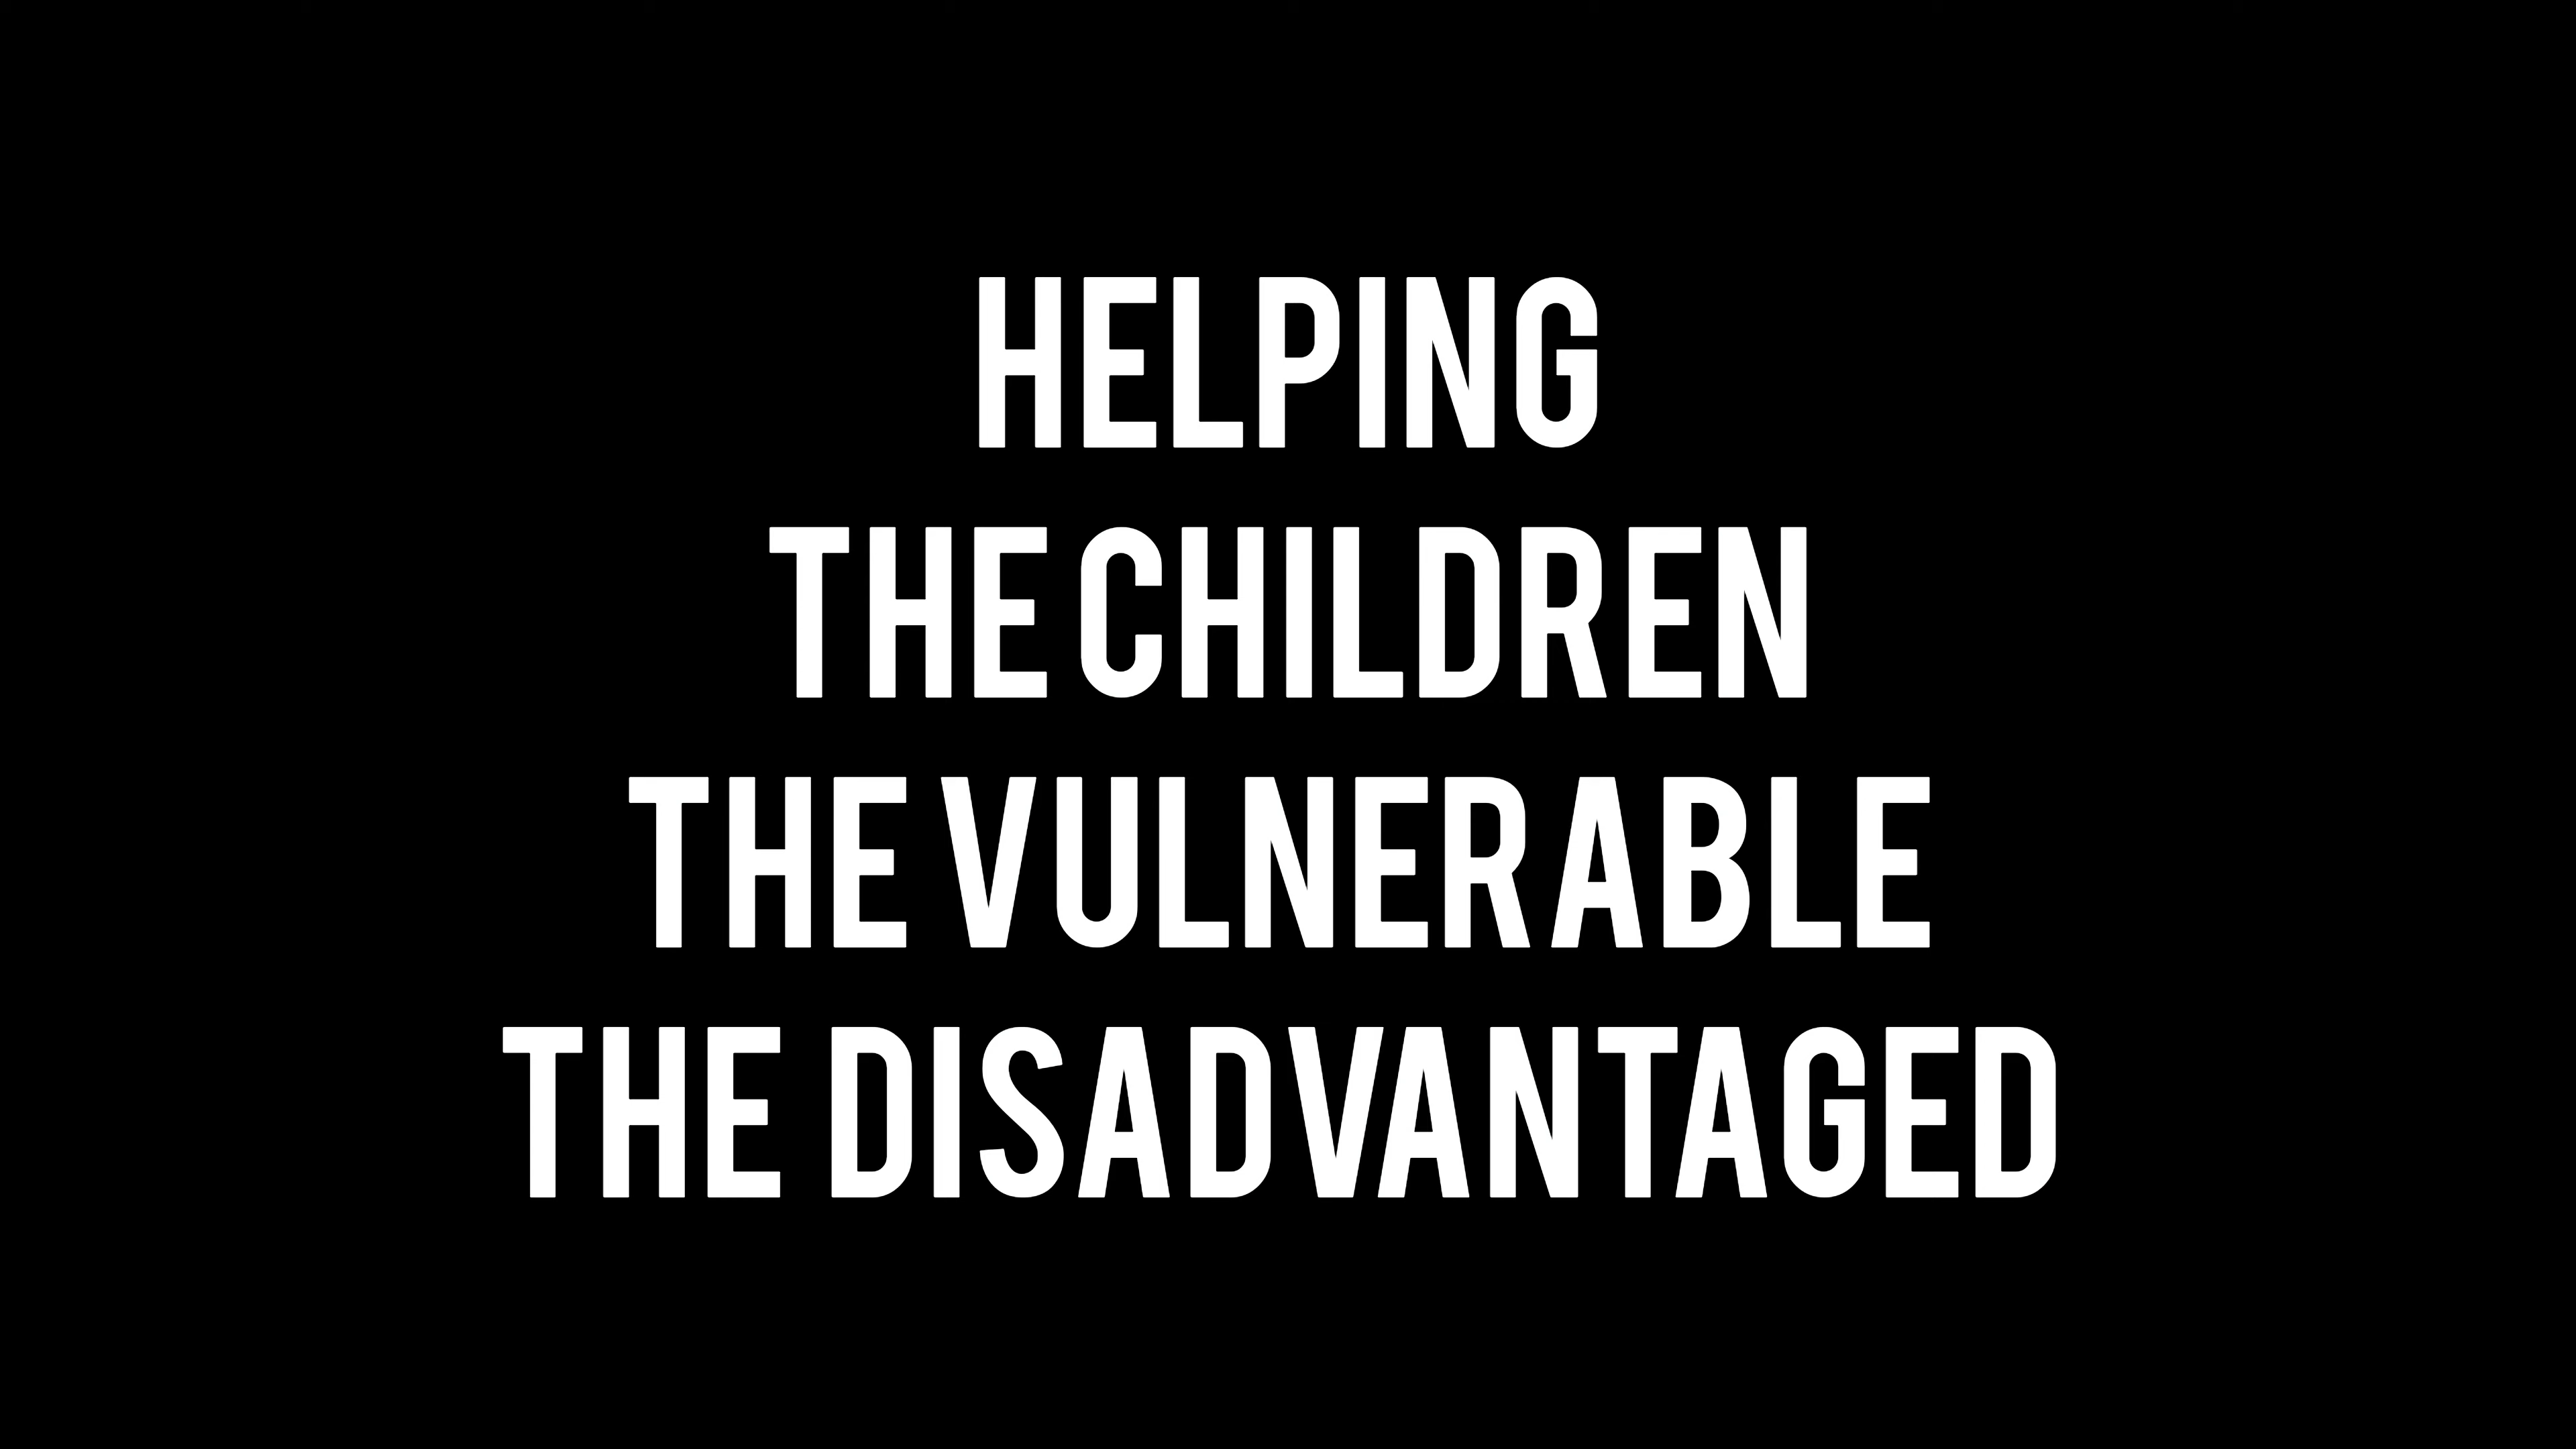 HELPING
THE CHILDREN
THE VULNERABLE
THE DISADVANTAGED